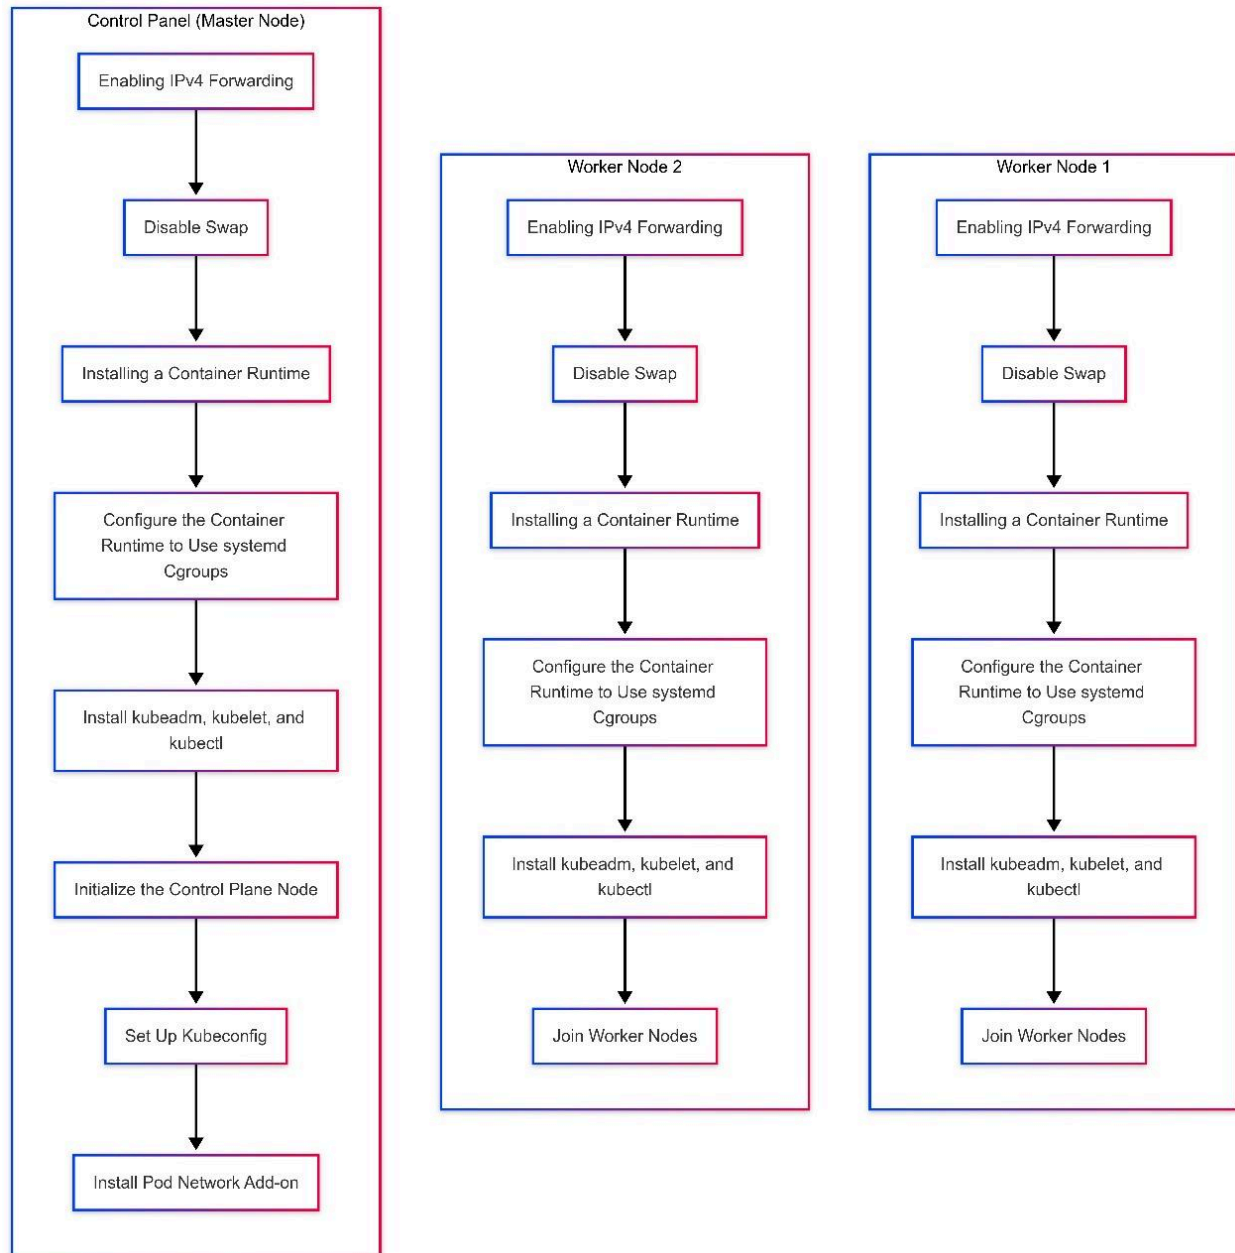 Control Panel (Master Node)
Enabling IPv4 Forwarding
Disable Swap
Installing a Container Runtime
Configure the Container
Runtime to Use systemd
Cgroups
Install kubeadm, kubelet, and
kubectl
Initialize the Control Plane Node
Set Up Kubeconfig
Install Pod Network Add-on
Worker Node 2
Enabling IPv4 Forwarding
Disable Swap
Installing a Container Runtime
Configure the Container
Runtime to Use systemd
Cgroups
Install kubeadm, kubelet, and
kubectl
Join Worker Nodes
Worker Node 1
Enabling IPv4 Forwarding
Disable Swap
Installing a Container Runtime
Configure the Container
Runtime to Use systemd
Cgroups
Install kubeadm, kubelet, and
kubectl
Join Worker Nodes